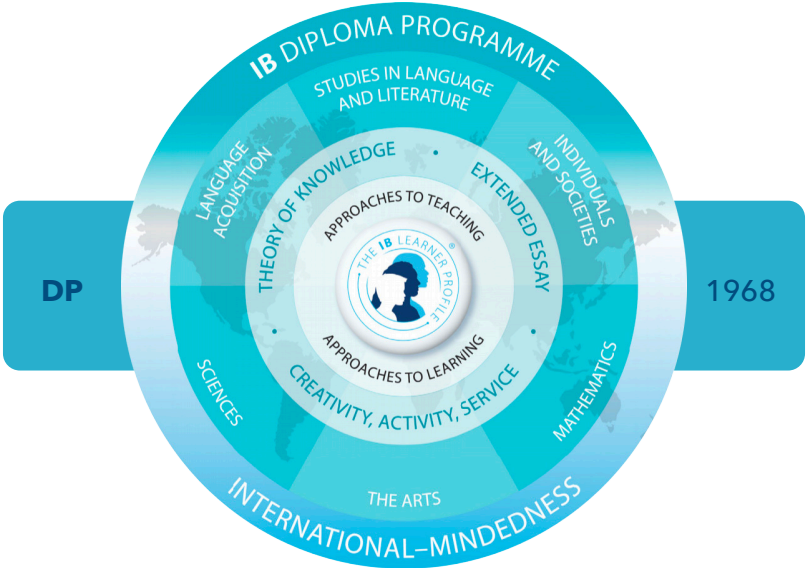 IB DIPLOMA PROGRAMME
STUDIES IN LANGUAGE
AND LITERATURE
LANGUAGE
ACQUISITION
INDIVIDUALS
AND SOCIETIES
THEORY OF KNOWLEDGE
•
EXTENDED ESSAY
APPROACHES TO TEACHING
THE IB LEARNER PROFILE
®
DP
1968
APPROACHES TO LEARNING
•
•
CREATIVITY, ACTIVITY, SERVICE
SCIENCES
MATHEMATICS
THE ARTS
INTERNATIONAL–MINDEDNESS